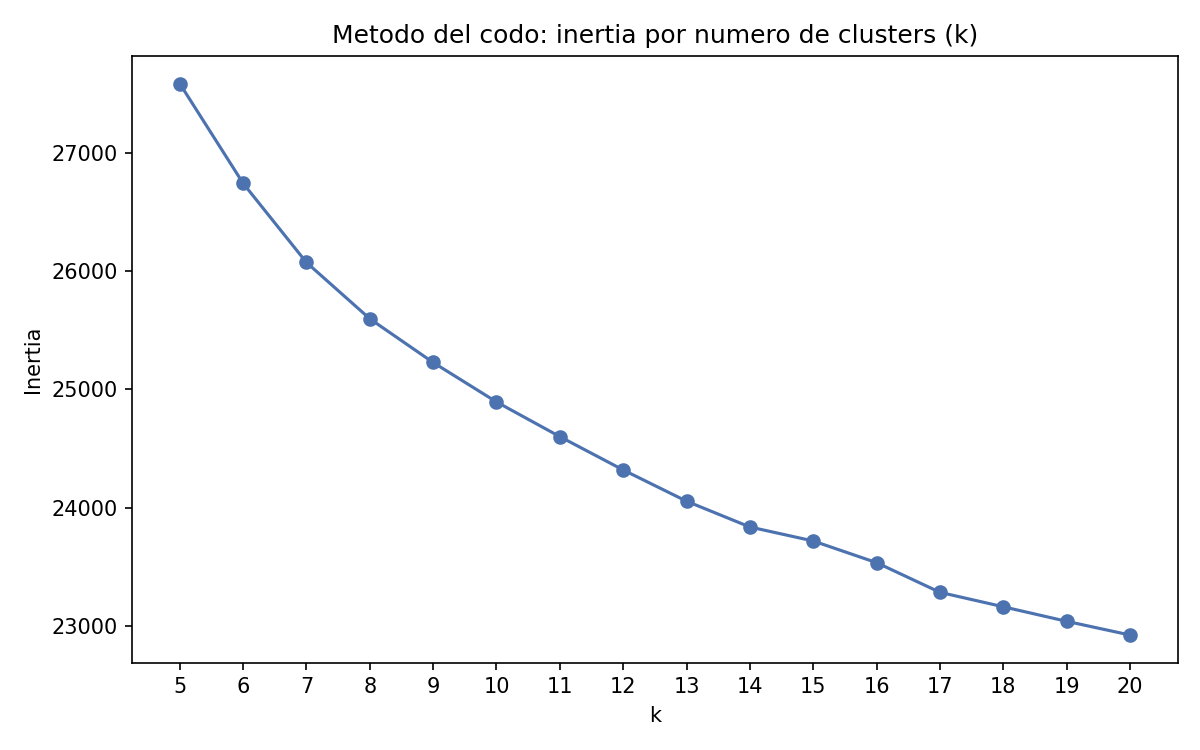 Metodo del codo: inertia por numero de clusters (k)
Inertia
27000
26000
25000
24000
23000
5 6 7 8 9 10 11 12 13 14 15 16 17 18 19 20
k